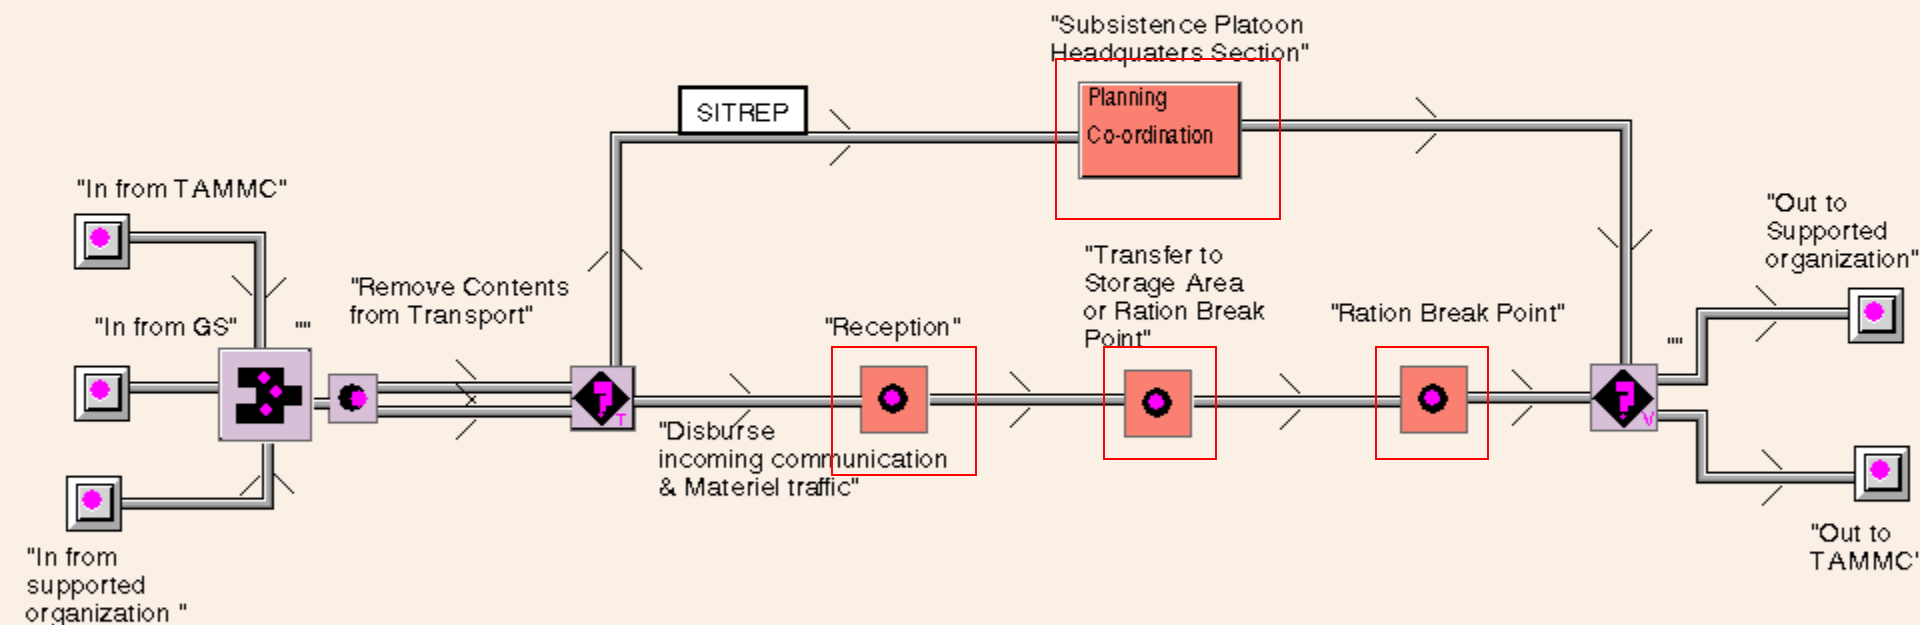 "Subsistence Platoon
Headquaters Section"
Planning
Co-ordination
SITREP
"In from TAMMC"
"Out to
Supported
organization"
"Remove Contents
from Transport"
"Transfer to
Storage Area
or Ration Break
Point"
"In from GS"
""
"Reception"
"Ration Break Point"
""
T
V
"Disburse
incoming communication
& Materiel traffic"
"In from
supported
organization "
"Out to
TAMMC"